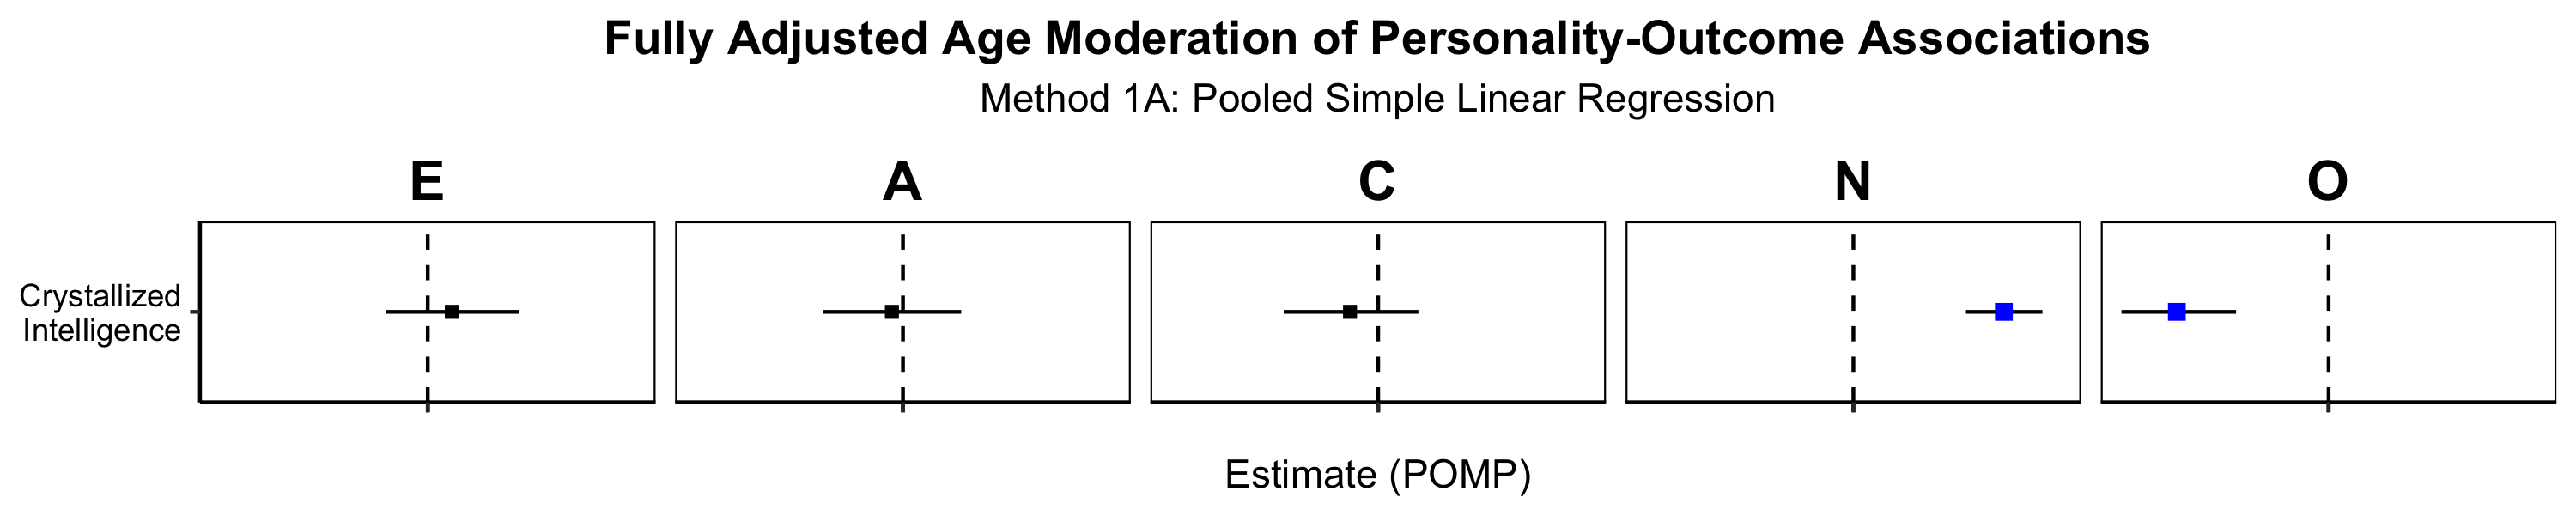 Fully Adjusted Age Moderation of Personality-Outcome Associations
Method 1A: Pooled Simple Linear Regression
E A C N O
Crystallized
Intelligence
Estimate (POMP)